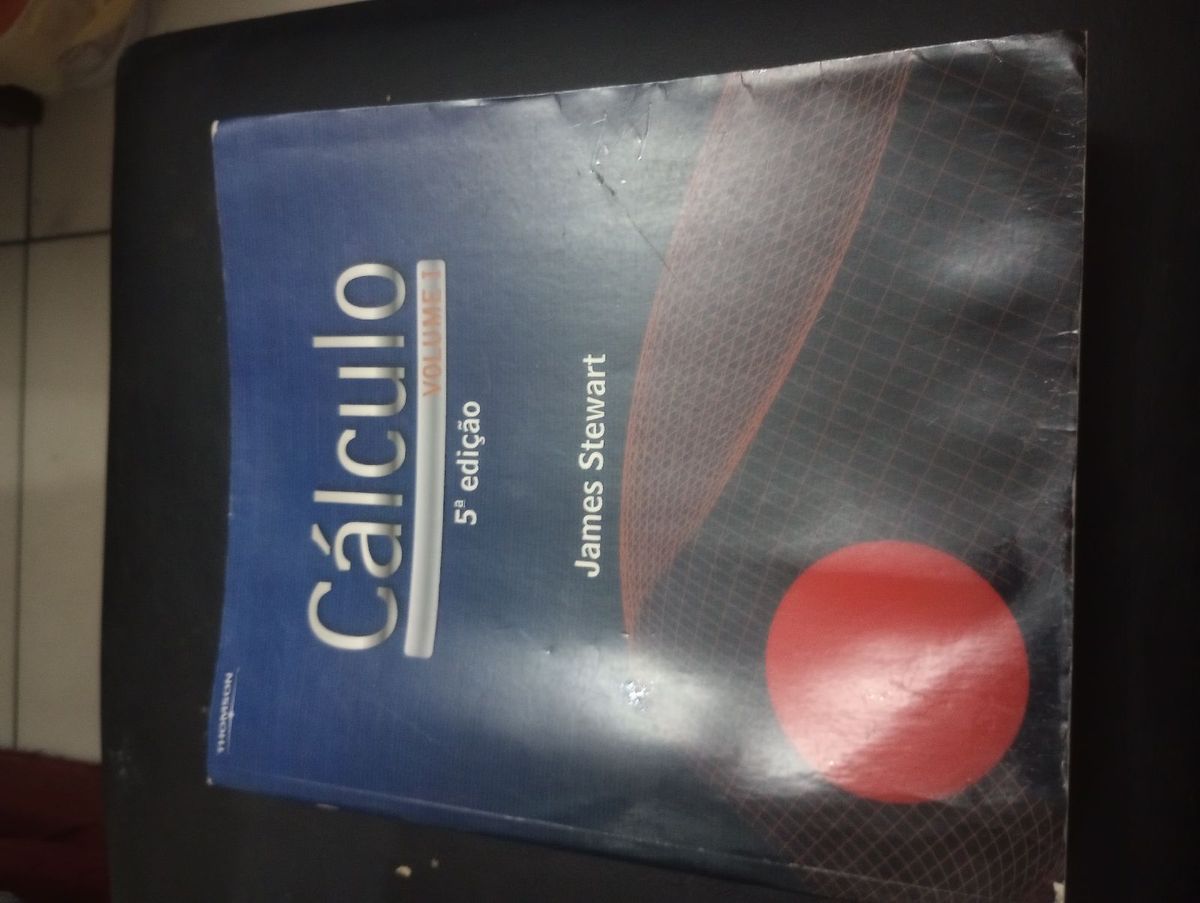 THOMSON
Cálculo
VOLUME I
5ª edição
James Stewart